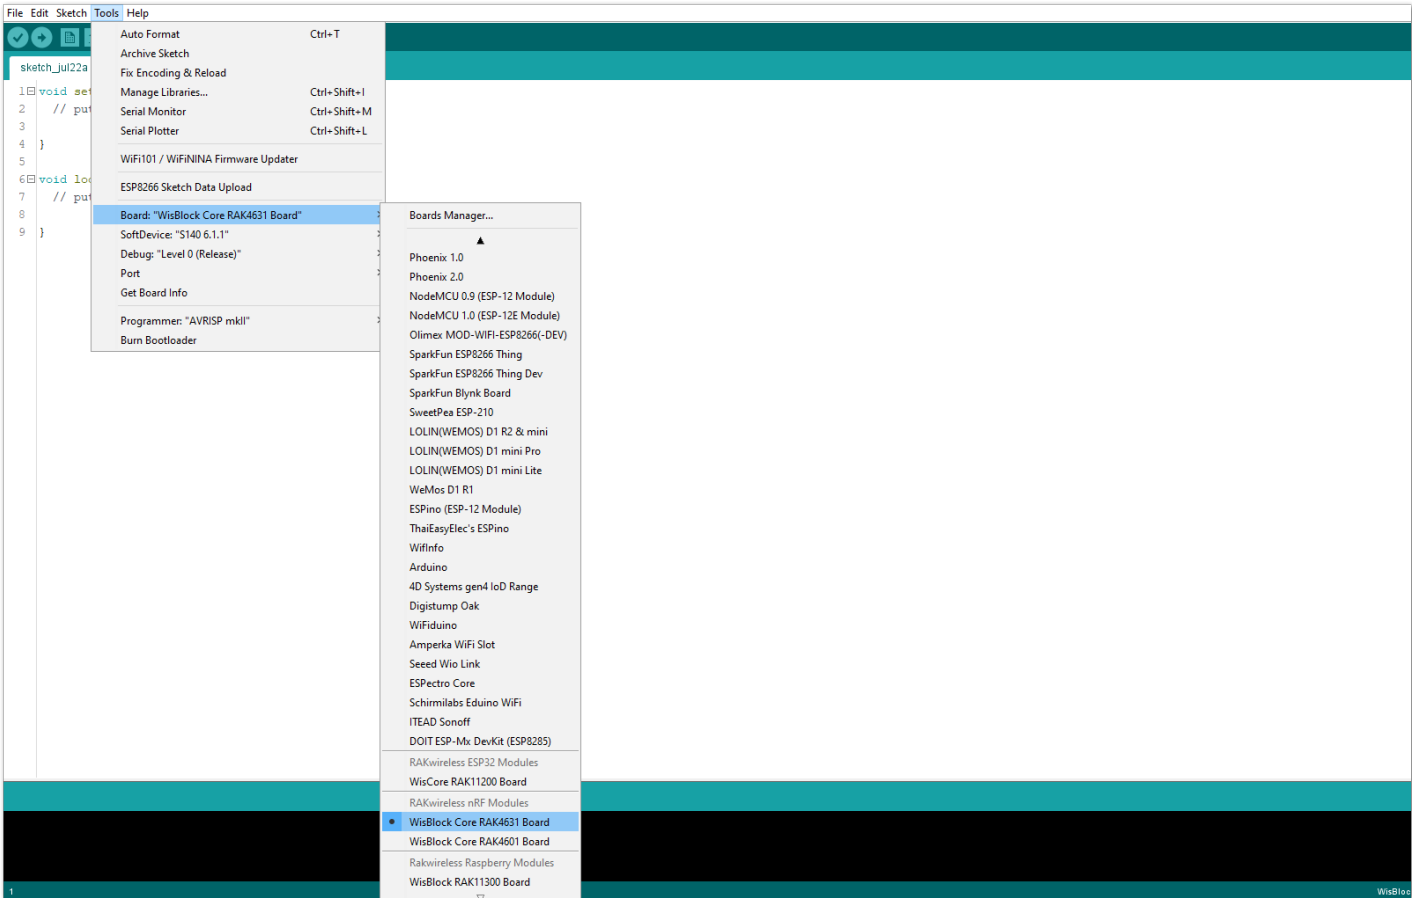 File Edit Sketch Tools Help
sketch_jul22a
1 void set
2 // put
3
4 }
5
6 void loo
7 // put
8
9 }
Auto Format Ctrl+T
Archive Sketch
Fix Encoding & Reload
Manage Libraries... Ctrl+Shift+I
Serial Monitor Ctrl+Shift+M
Serial Plotter Ctrl+Shift+L
WiFi101 / WiFiNINA Firmware Updater
ESP8266 Sketch Data Upload
Board: "WisBlock Core RAK4631 Board"
SoftDevice: "S140 6.1.1"
Debug: "Level 0 (Release)"
Port
Get Board Info
Programmer: "AVRISP mkII"
Burn Bootloader
Boards Manager...
Phoenix 1.0
Phoenix 2.0
NodeMCU 0.9 (ESP-12 Module)
NodeMCU 1.0 (ESP-12E Module)
Olimex MOD-WIFI-ESP8266(-DEV)
SparkFun ESP8266 Thing
SparkFun ESP8266 Thing Dev
SparkFun Blynk Board
SweetPea ESP-210
LOLIN(WEMOS) D1 R2 & mini
LOLIN(WEMOS) D1 mini Pro
LOLIN(WEMOS) D1 mini Lite
WeMos D1 R1
ESPino (ESP-12 Module)
ThaiEasyElec's ESPino
WifInfo
Arduino
4D Systems gen4 IoD Range
Digistump Oak
WiFiduino
Amperka WiFi Slot
Seeed Wio Link
ESPectro Core
Schirmilabs Eduino WiFi
ITEAD Sonoff
DOIT ESP-Mx DevKit (ESP8285)
RAKwireless ESP32 Modules
WisCore RAK11200 Board
RAKwireless nRF Modules
WisBlock Core RAK4631 Board
WisBlock Core RAK4601 Board
Rakwireless Raspberry Modules
WisBlock RAK11300 Board
1
WisBloc